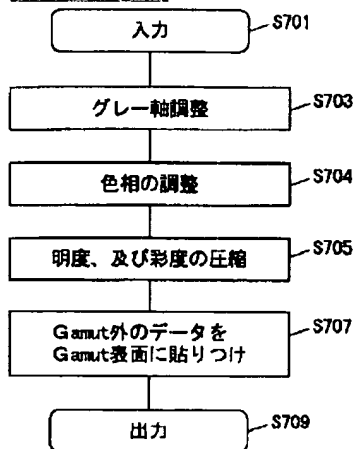 入力
S701
グレー軸調整
S703
色相の調整
S704
明度、及び彩度の圧縮
S705
Gamut外のデータを
Gamut表面に貼りつけ
S707
出力
S709